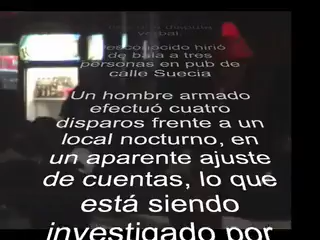 verbal.
Desconocido hirió
de bala a tres
personas en pub de
calle Suecia
Un hombre armado
efectuó cuatro
disparos frente a un
local nocturno, en
un aparente ajuste
de cuentas, lo que
está siendo
investigado por